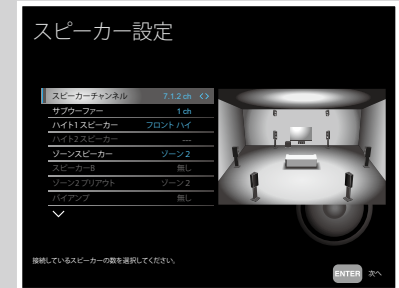 スピーカー設定
スピーカーチャンネル 7.1.2 ch
サブウーファー 1 ch
ハイト1 スピーカー フロント ハイ
ハイト2 スピーカー ---
ゾーンスピーカー ゾーン 2
スピーカーB 無し
ゾーン2 プリアウト ゾーン 2
バイアンプ 無し
接続しているスピーカーの数を選択してください。
ENTER 次へ